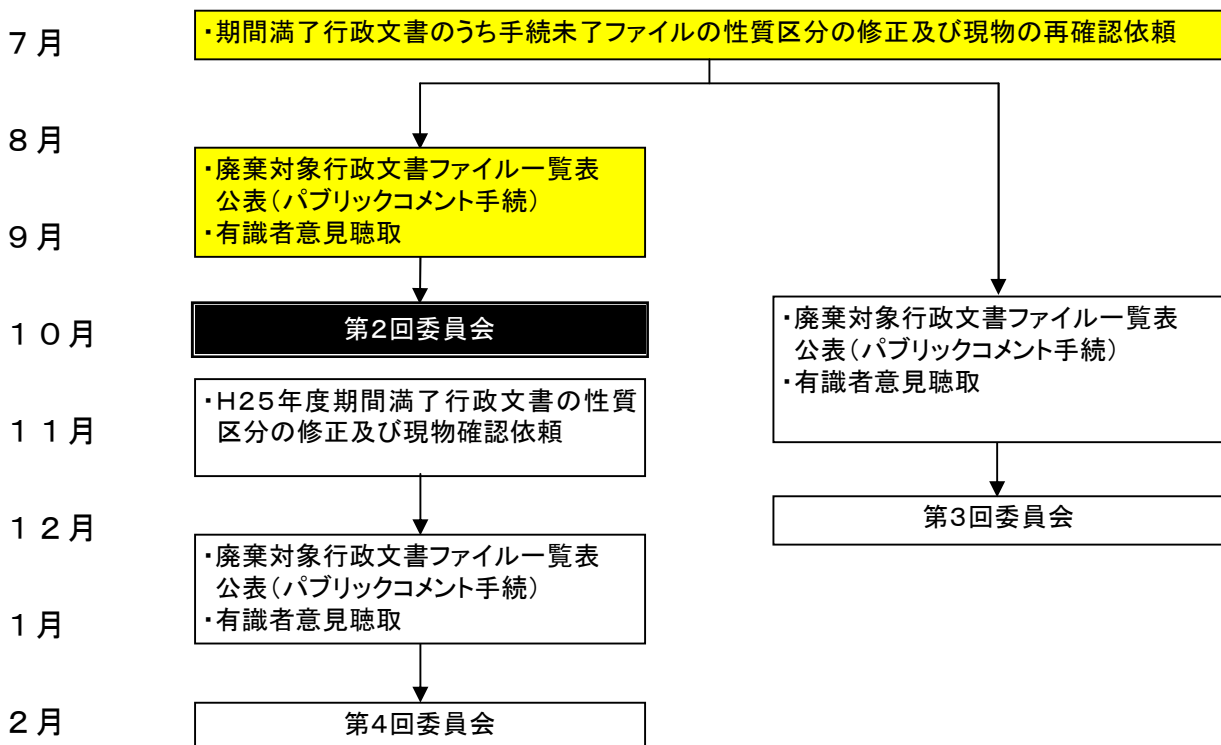 7月
・期間満了行政文書のうち手続未了ファイルの性質区分の修正及び現物の再確認依頼
8月
・廃棄対象行政文書ファイル一覧表
公表(パブリックコメント手続)
・有識者意見聴取
9月
10月
第2回委員会
・廃棄対象行政文書ファイル一覧表
公表(パブリックコメント手続)
・有識者意見聴取
11月
・H25年度期間満了行政文書の性質
区分の修正及び現物確認依頼
12月
第3回委員会
・廃棄対象行政文書ファイル一覧表
公表(パブリックコメント手続)
・有識者意見聴取
1月
2月
第4回委員会